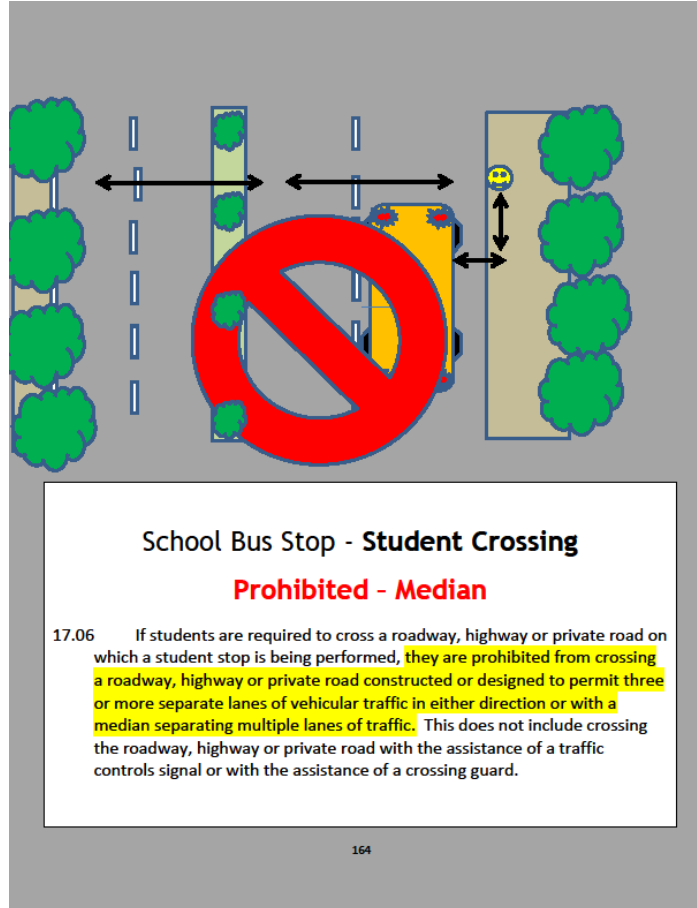 School Bus Stop - Student Crossing
Prohibited – Median
17.06 If students are required to cross a roadway, highway or private road on
which a student stop is being performed, they are prohibited from crossing
a roadway, highway or private road constructed or designed to permit three
or more separate lanes of vehicular traffic in either direction or with a
median separating multiple lanes of traffic. This does not include crossing
the roadway, highway or private road with the assistance of a traffic
controls signal or with the assistance of a crossing guard.
164